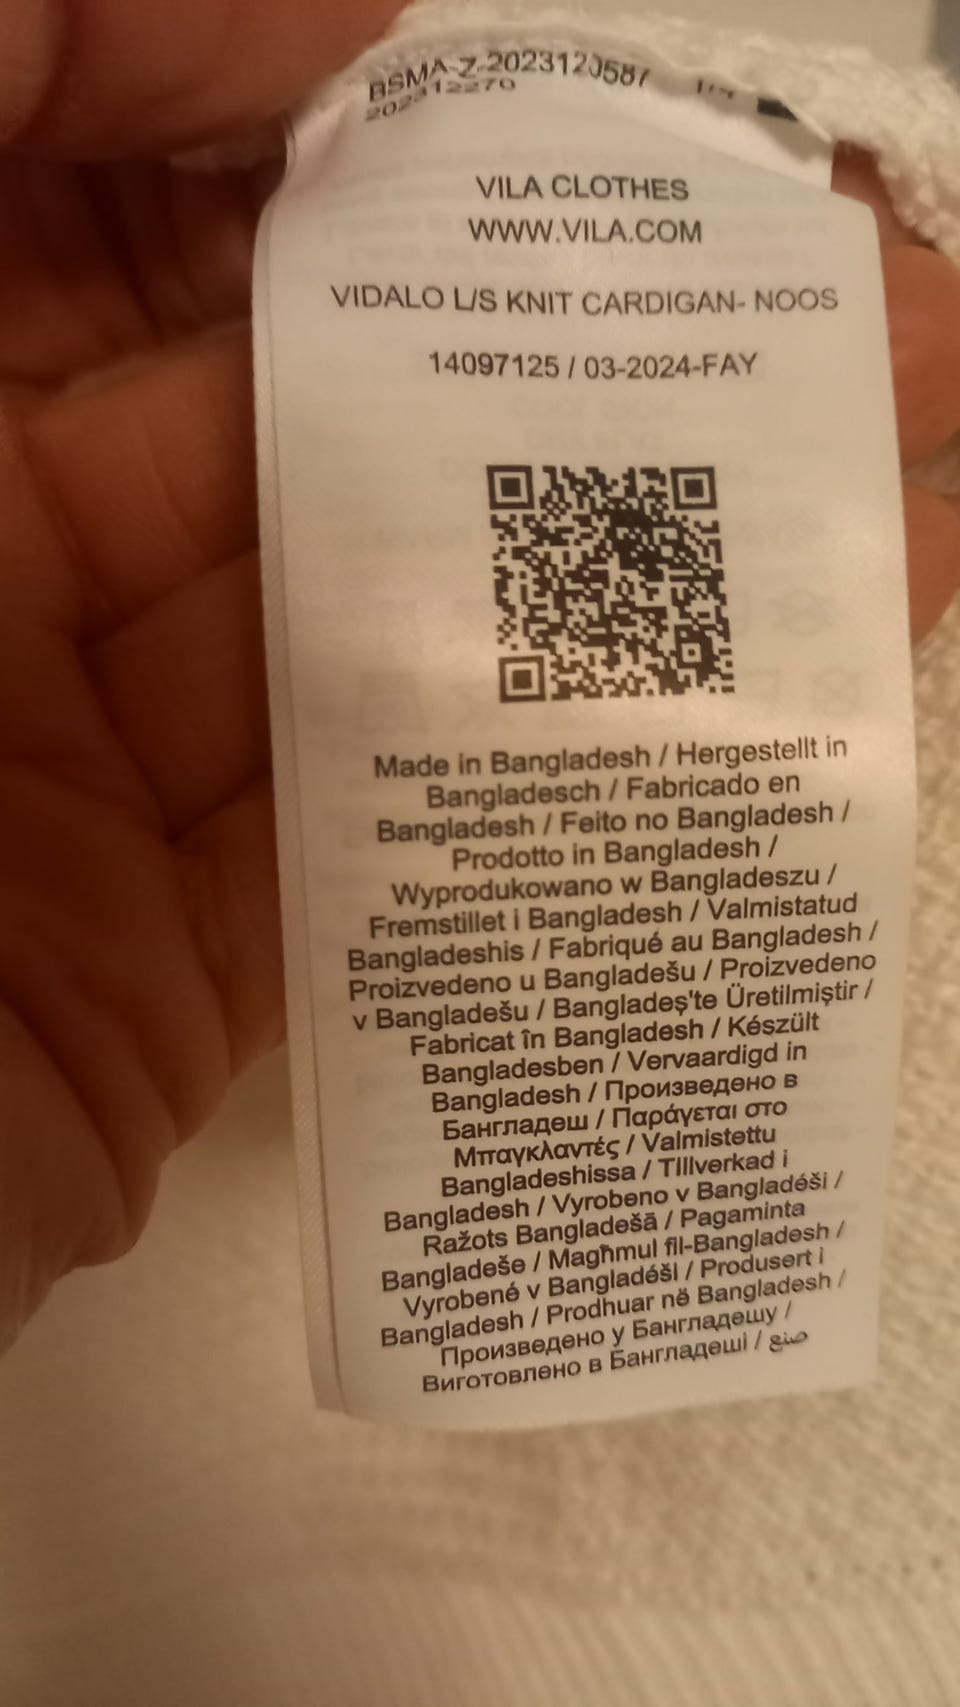 BSMA-Z-2023120587
202312270
VILA CLOTHES
WWW.VILA.COM
VIDALO L/S KNIT CARDIGAN- NOOS
14097125 / 03-2024-FAY
Made in Bangladesh / Hergestellt in
Bangladesch / Fabricado en
Bangladesh / Feito no Bangladesh /
Prodotto in Bangladesh /
Wyprodukowano w Bangladeszu /
Fremstillet i Bangladesh / Valmistatud
Bangladeshis / Fabriqué au Bangladesh /
Proizvedeno u Bangladešu / Proizvedeno
v Bangladešu / Bangladeş'te Üretilmiştir /
Fabricat în Bangladesh / Készült
Bangladesben / Vervaardigd in
Bangladesh / Произведено в
Бангладеш / Παράγεται στο
Μπαγκλαντές / Valmistettu
Bangladeshissa / TIllverkad i
Bangladesh / Vyrobeno v Bangladéši /
Ražots Bangladešā / Pagaminta
Bangladeše / Magħmul fil-Bangladesh /
Vyrobené v Bangladéši / Produsert i
Bangladesh / Prodhuar në Bangladesh /
Произведено у Бангладешу /
Виготовлено в Бангладеші / صنع